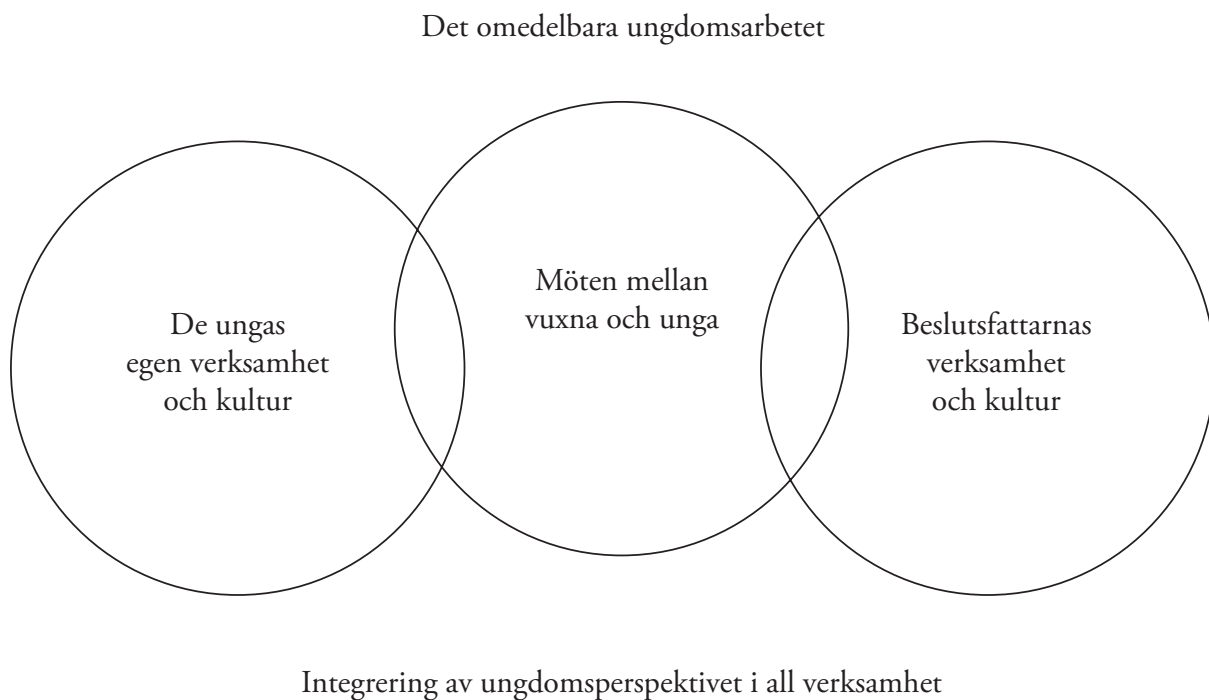 Det omedelbara ungdomsarbetet
De ungas
egen verksamhet
och kultur
Möten mellan
vuxna och unga
Beslutsfattarnas
verksamhet
och kultur
Integrering av ungdomsperspektivet i all verksamhet